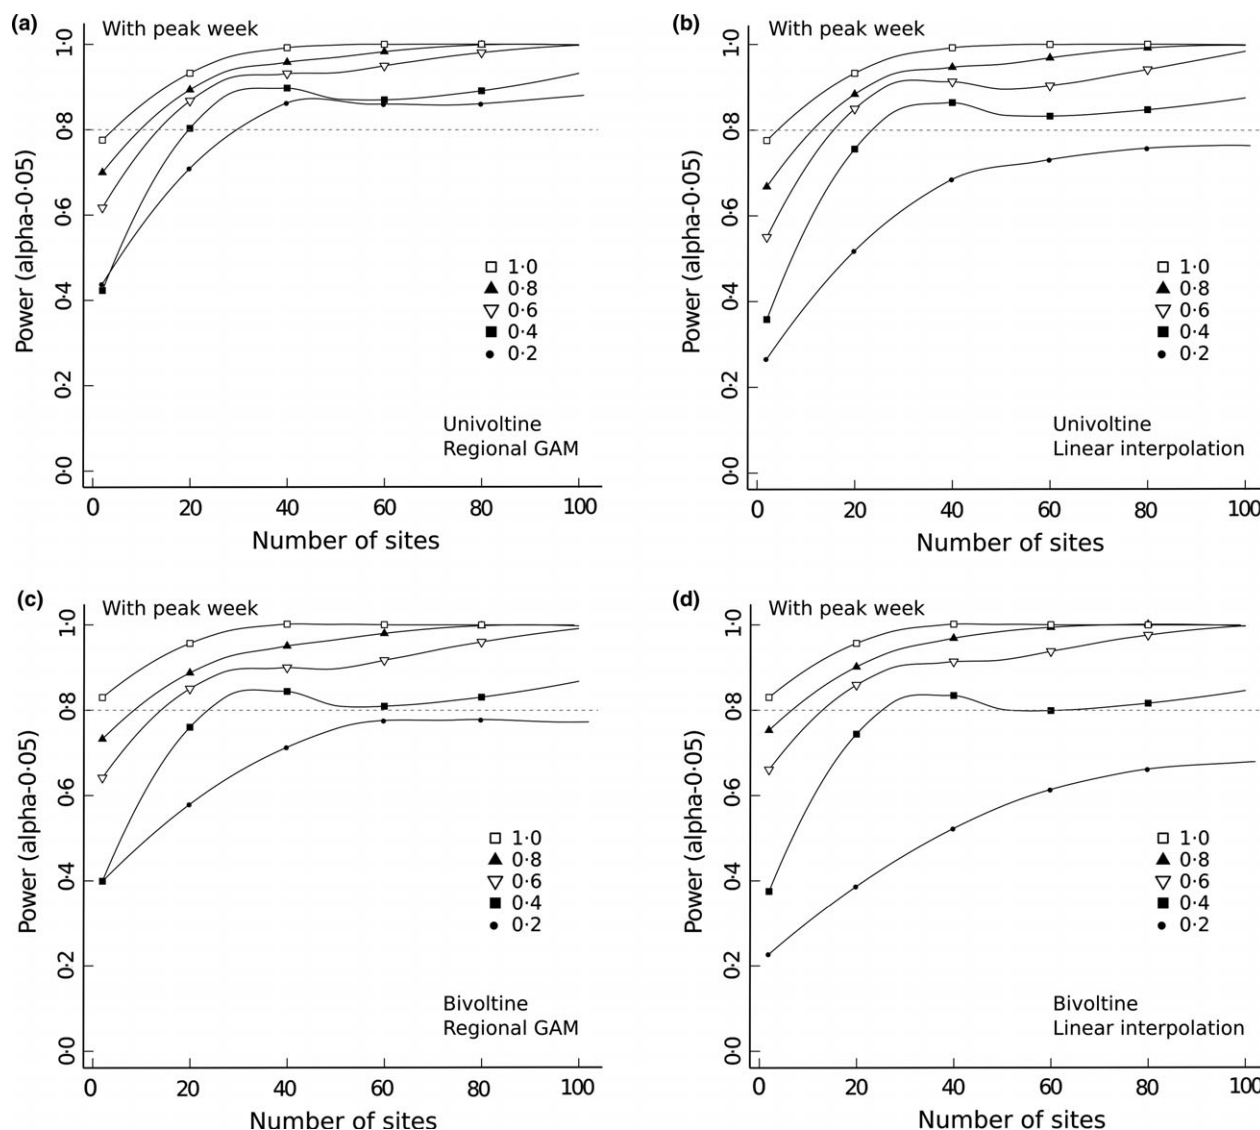 (a)
With peak week
Power (alpha-0·05)
1·0
0·8
0·6
0·4
0·2
0·0
1·0
0·8
0·6
0·4
0·2
Univoltine
Regional GAM
0 20 40 60 80 100
Number of sites
(b)
With peak week
Power (alpha-0·05)
1·0
0·8
0·6
0·4
0·2
0·0
1·0
0·8
0·6
0·4
0·2
Univoltine
Linear interpolation
0 20 40 60 80 100
Number of sites
(c)
With peak week
Power (alpha-0·05)
1·0
0·8
0·6
0·4
0·2
0·0
1·0
0·8
0·6
0·4
0·2
Bivoltine
Regional GAM
0 20 40 60 80 100
Number of sites
(d)
With peak week
Power (alpha-0·05)
1·0
0·8
0·6
0·4
0·2
0·0
1·0
0·8
0·6
0·4
0·2
Bivoltine
Linear interpolation
0 20 40 60 80 100
Number of sites